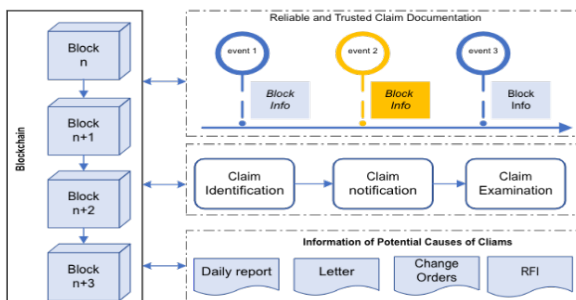 Reliable and Trusted Claim Documentation
Blockchain
Block
n
Block
n+1
Block
n+2
Block
n+3
event 1
event 2
event 3
Block
Info
Block
Info
Block
Info
Claim
Identification
Claim
notification
Claim
Examination
Information of Potential Causes of Cliams
Daily report
Letter
Change
Orders
RFI